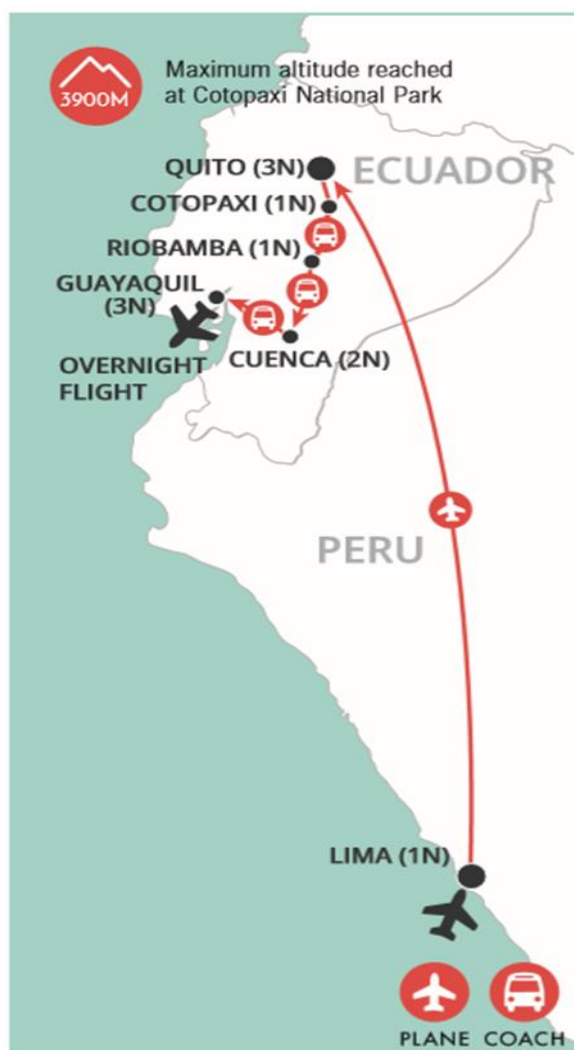 3900M
Maximum altitude reached
at Cotopaxi National Park
QUITO (3N)
ECUADOR
COTOPAXI (1N)
RIOBAMBA (1N)
GUAYAQUIL
(3N)
OVERNIGHT
FLIGHT
CUENCA (2N)
PERU
LIMA (1N)
PLANE
COACH